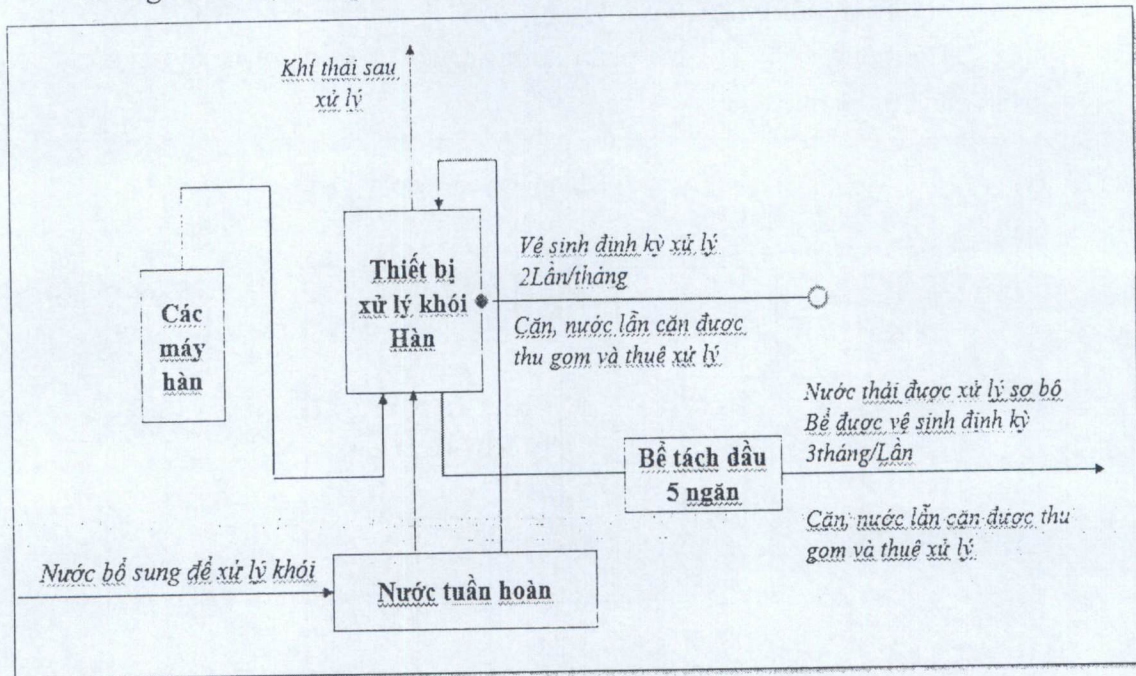 Khí thải sau
xử lý
Các
máy
hàn
Thiết bị
xử lý khói
Hàn
Vệ sinh định kỳ xử lý
2Lần/tháng
Cặn, nước lẫn cặn được
thu gom và thuê xử lý
Bể tách dầu
5 ngăn
Nước thải được xử lý sơ bộ
Bể được vệ sinh định kỳ
3tháng/Lần
Cặn, nước lẫn cặn được thu
gom và thuê xử lý
Nước bổ sung để xử lý khói
Nước tuần hoàn